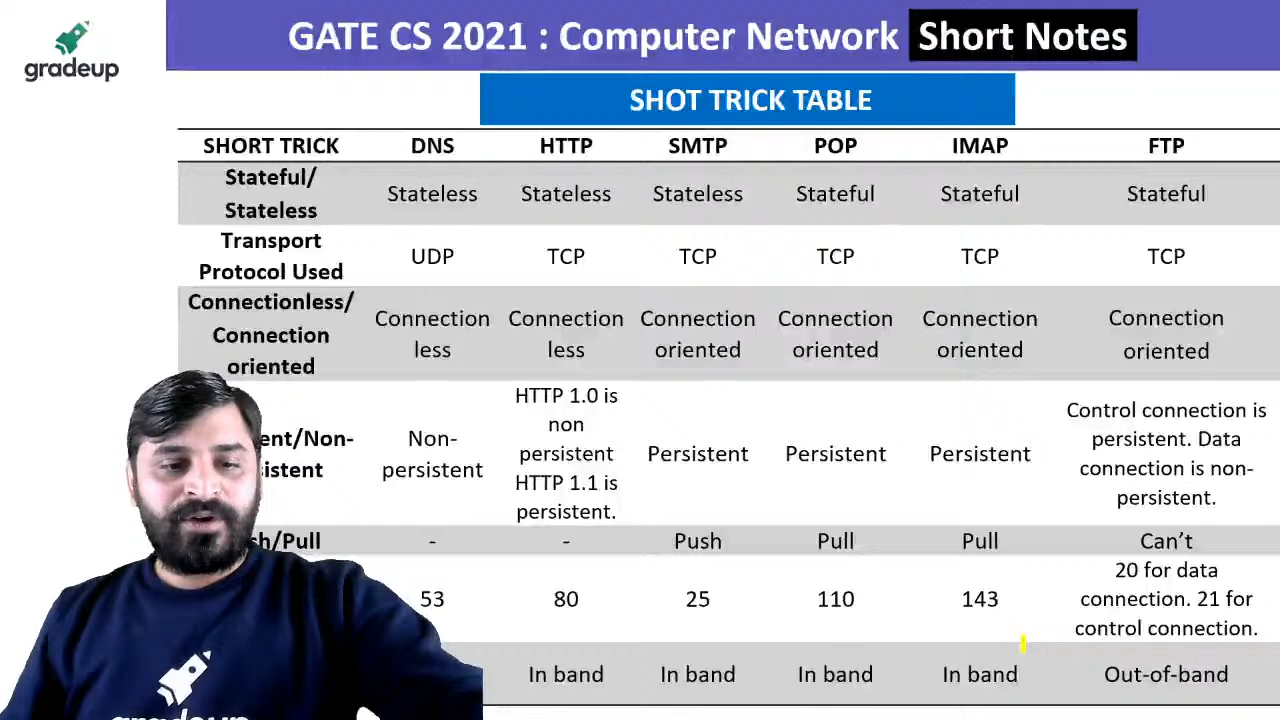 GATE CS 2021 : Computer Network Short Notes
gradeup
SHOT TRICK TABLE
SHORT TRICK DNS HTTP SMTP POP IMAP FTP
Stateful/
Stateless
Stateless Stateless Stateless Stateful Stateful Stateful
Transport
Protocol Used
UDP TCP TCP TCP TCP TCP
Connectionless/
Connection
oriented
Connection
less
Connection
less
Connection
oriented
Connection
oriented
Connection
oriented
Connection
oriented
ent/Non-
istent
Non-
persistent
HTTP 1.0 is
non
persistent
HTTP 1.1 is
persistent.
Persistent
Persistent
Persistent
Control connection is
persistent. Data
connection is non-
persistent.
sh/Pull - - Push Pull Pull Can't
53 80 25 110 143
20 for data
connection. 21 for
control connection.
In band In band In band In band Out-of-band
gradeup